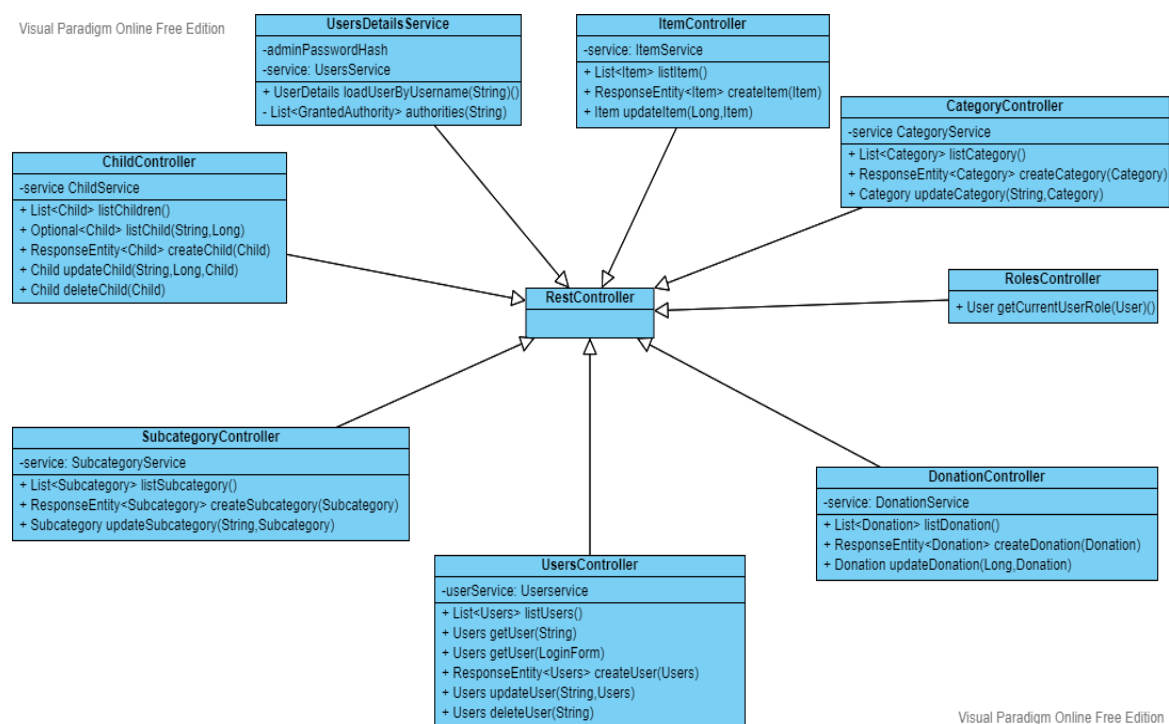 Visual Paradigm Online Free Edition
UsersDetailsService
-adminPasswordHash
-service: UsersService
+ UserDetails loadUserByUsername(String)()
- List<GrantedAuthority> authorities(String)
ItemController
-service: ItemService
+ List<Item> listItem()
+ ResponseEntity<Item> createItem(Item)
+ Item updateItem(Long,Item)
CategoryController
-service CategoryService
+ List<Category> listCategory()
+ ResponseEntity<Category> createCategory(Category)
+ Category updateCategory(String,Category)
ChildController
-service ChildService
+ List<Child> listChildren()
+ Optional<Child> listChild(String,Long)
+ ResponseEntity<Child> createChild(Child)
+ Child updateChild(String,Long,Child)
+ Child deleteChild(Child)
RestController
RolesController
+ User getCurrentUserRole(User)()
SubcategoryController
-service: SubcategoryService
+ List<Subcategory> listSubcategory()
+ ResponseEntity<Subcategory> createSubcategory(Subcategory)
+ Subcategory updateSubcategory(String,Subcategory)
DonationController
-service: DonationService
+ List<Donation> listDonation()
+ ResponseEntity<Donation> createDonation(Donation)
+ Donation updateDonation(Long,Donation)
UsersController
-userService: Userservice
+ List<Users> listUsers()
+ Users getUser(String)
+ Users getUser(LoginForm)
+ ResponseEntity<Users> createUser(Users)
+ Users updateUser(String,Users)
+ Users deleteUser(String)
Visual Paradigm Online Free Edition